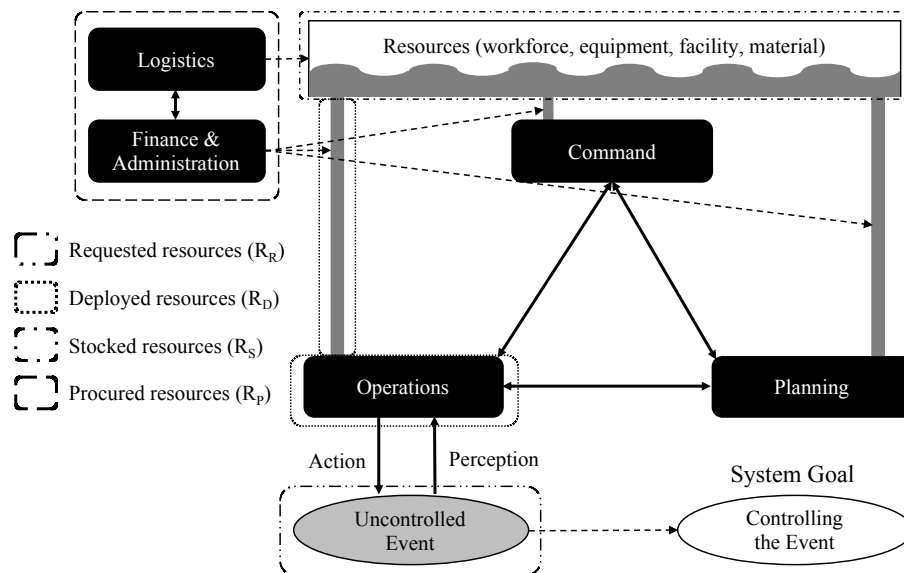 Resources (workforce, equipment, facility, material)
Logistics
Finance &
Administration
Command
Requested resources (R_R)
Deployed resources (R_D)
Stocked resources (R_S)
Procured resources (R_P)
Operations
Planning
Action
Perception
System Goal
Uncontrolled
Event
Controlling
the Event